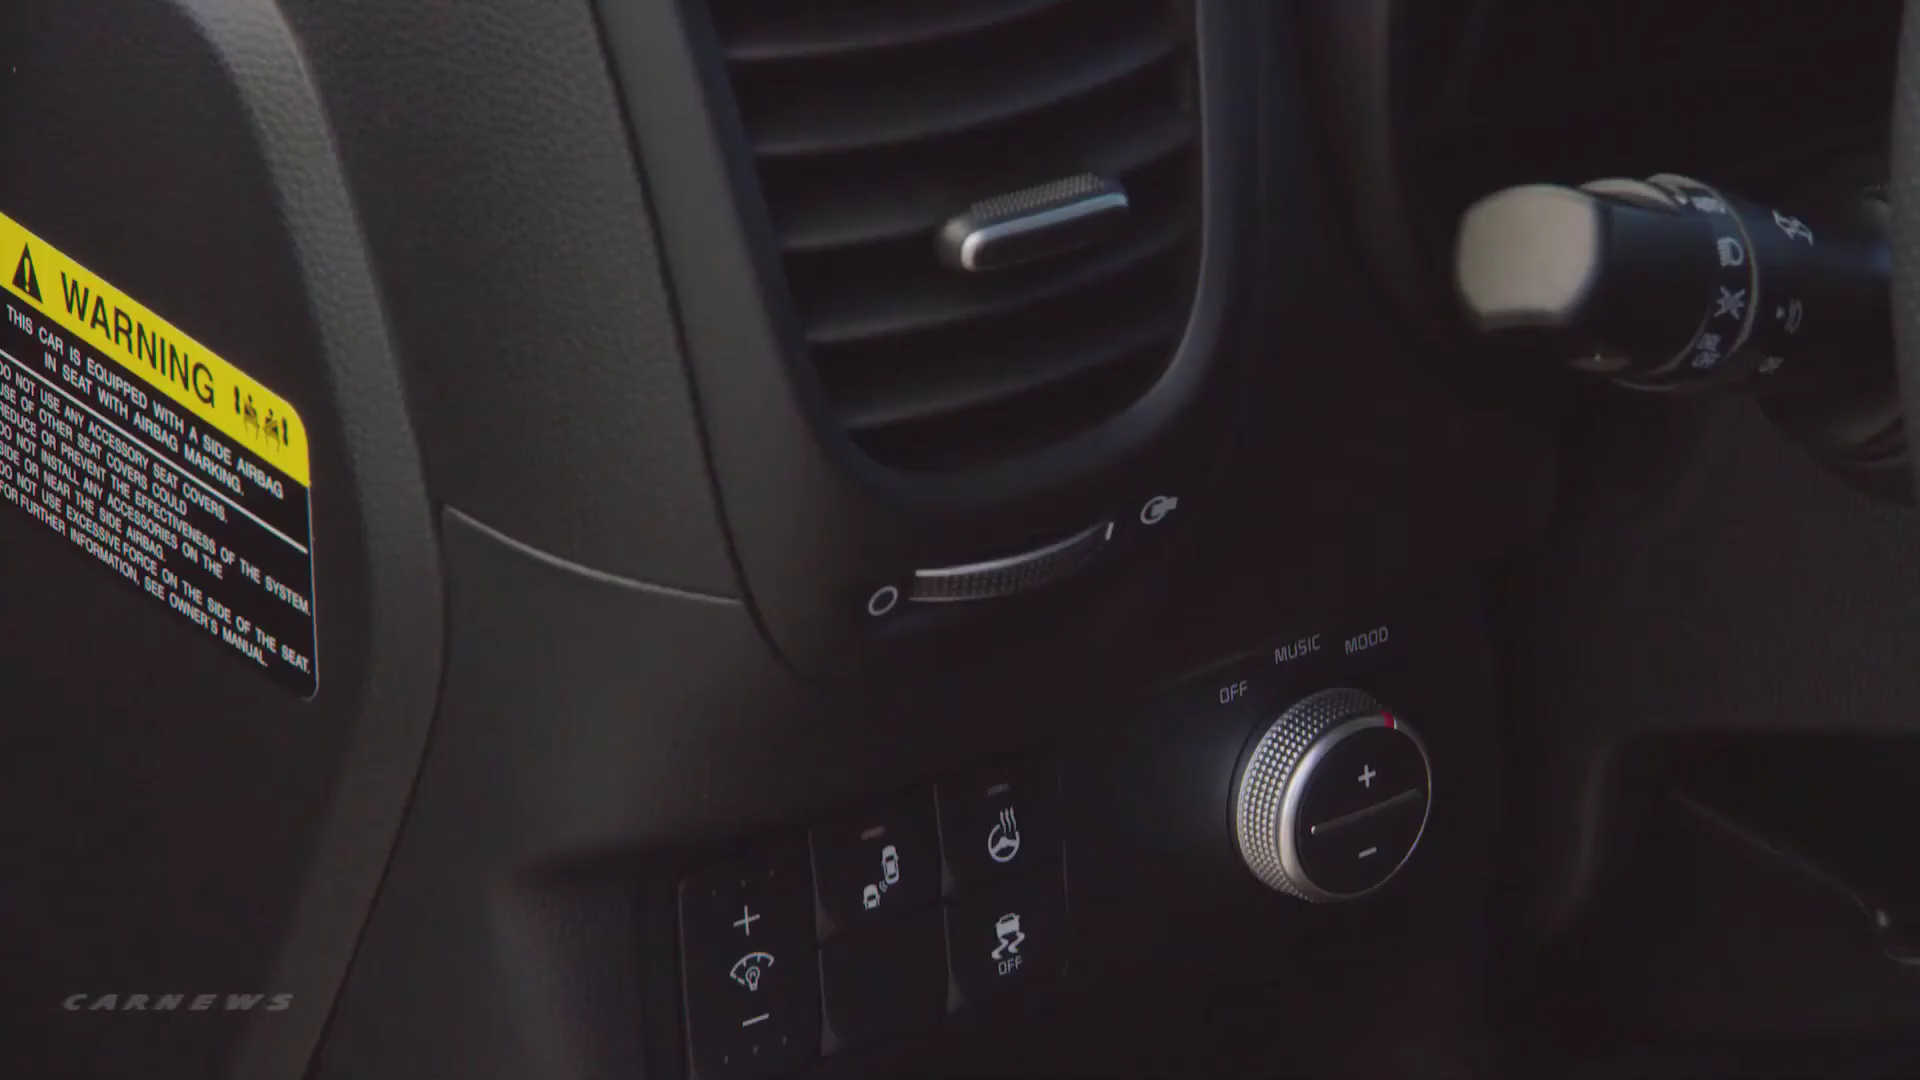 WARNING
THIS CAR IS EQUIPPED WITH A SIDE AIRBAG
IN SEAT WITH AIRBAG MARKING.
DO NOT USE ANY ACCESSORY SEAT COVERS.
USE OF OTHER SEAT COVERS COULD
REDUCE OR PREVENT THE EFFECTIVENESS OF THE SYSTEM.
DO NOT INSTALL ANY ACCESSORIES ON THE
SIDE OR NEAR THE SIDE AIRBAG.
DO NOT USE EXCESSIVE FORCE ON THE SIDE OF THE SEAT.
FOR FURTHER INFORMATION, SEE OWNER'S MANUAL.
OFF MUSIC MOOD
+
−
+
−
OFF
CARNEWS